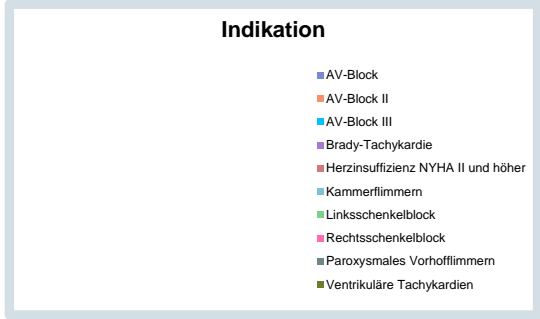 Indikation
AV-Block
AV-Block II
AV-Block III
Brady-Tachykardie
Herzinsuffizienz NYHA II und höher
Kammerflimmern
Linksschenkelblock
Rechtsschenkelblock
Paroxysmales Vorhofflimmern
Ventrikuläre Tachykardien